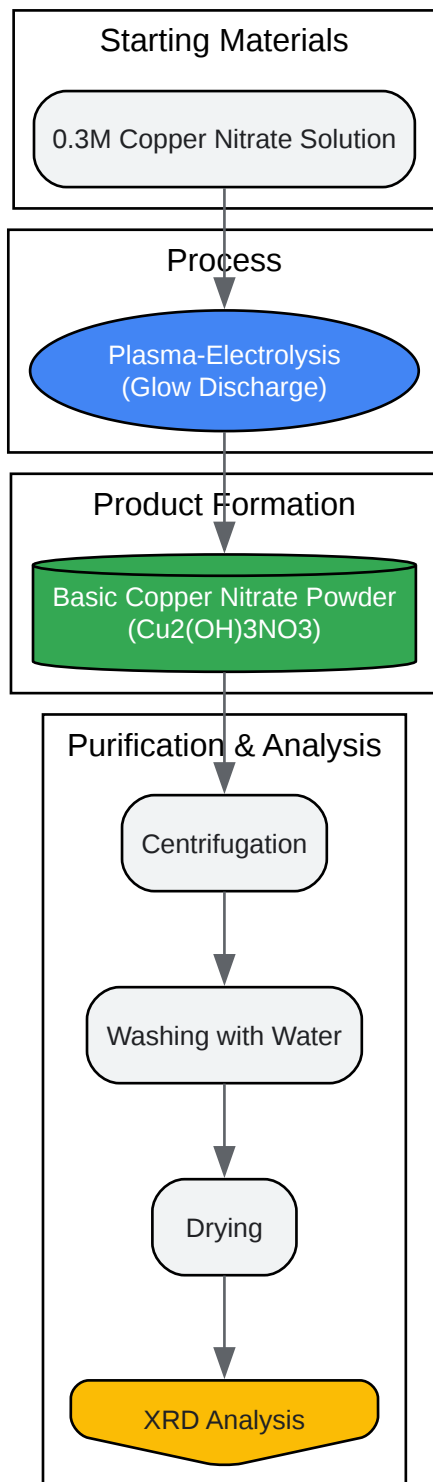 Starting Materials
0.3M Copper Nitrate Solution
Process
Plasma-Electrolysis
(Glow Discharge)
Product Formation
Basic Copper Nitrate Powder
(Cu2(OH)3NO3)
Purification & Analysis
Centrifugation
Washing with Water
Drying
XRD Analysis